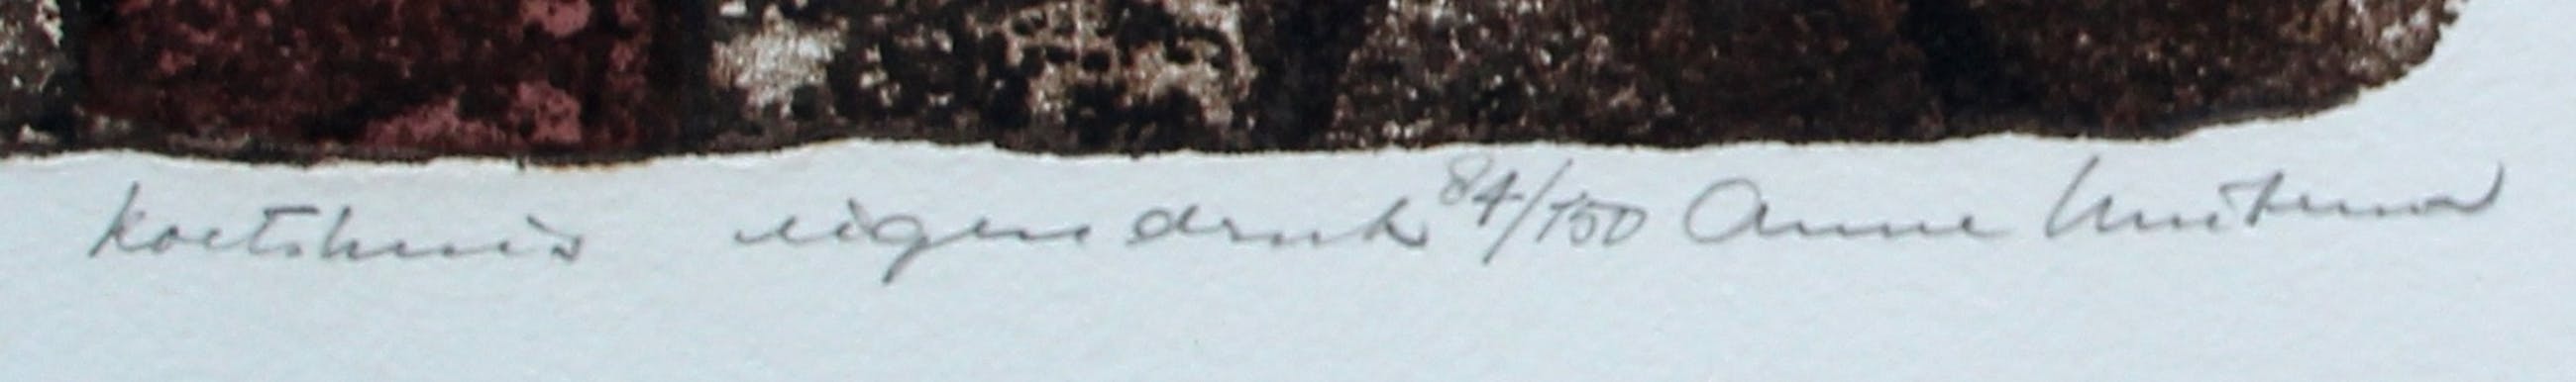 koetshuis eigen druk 84/150 Anne